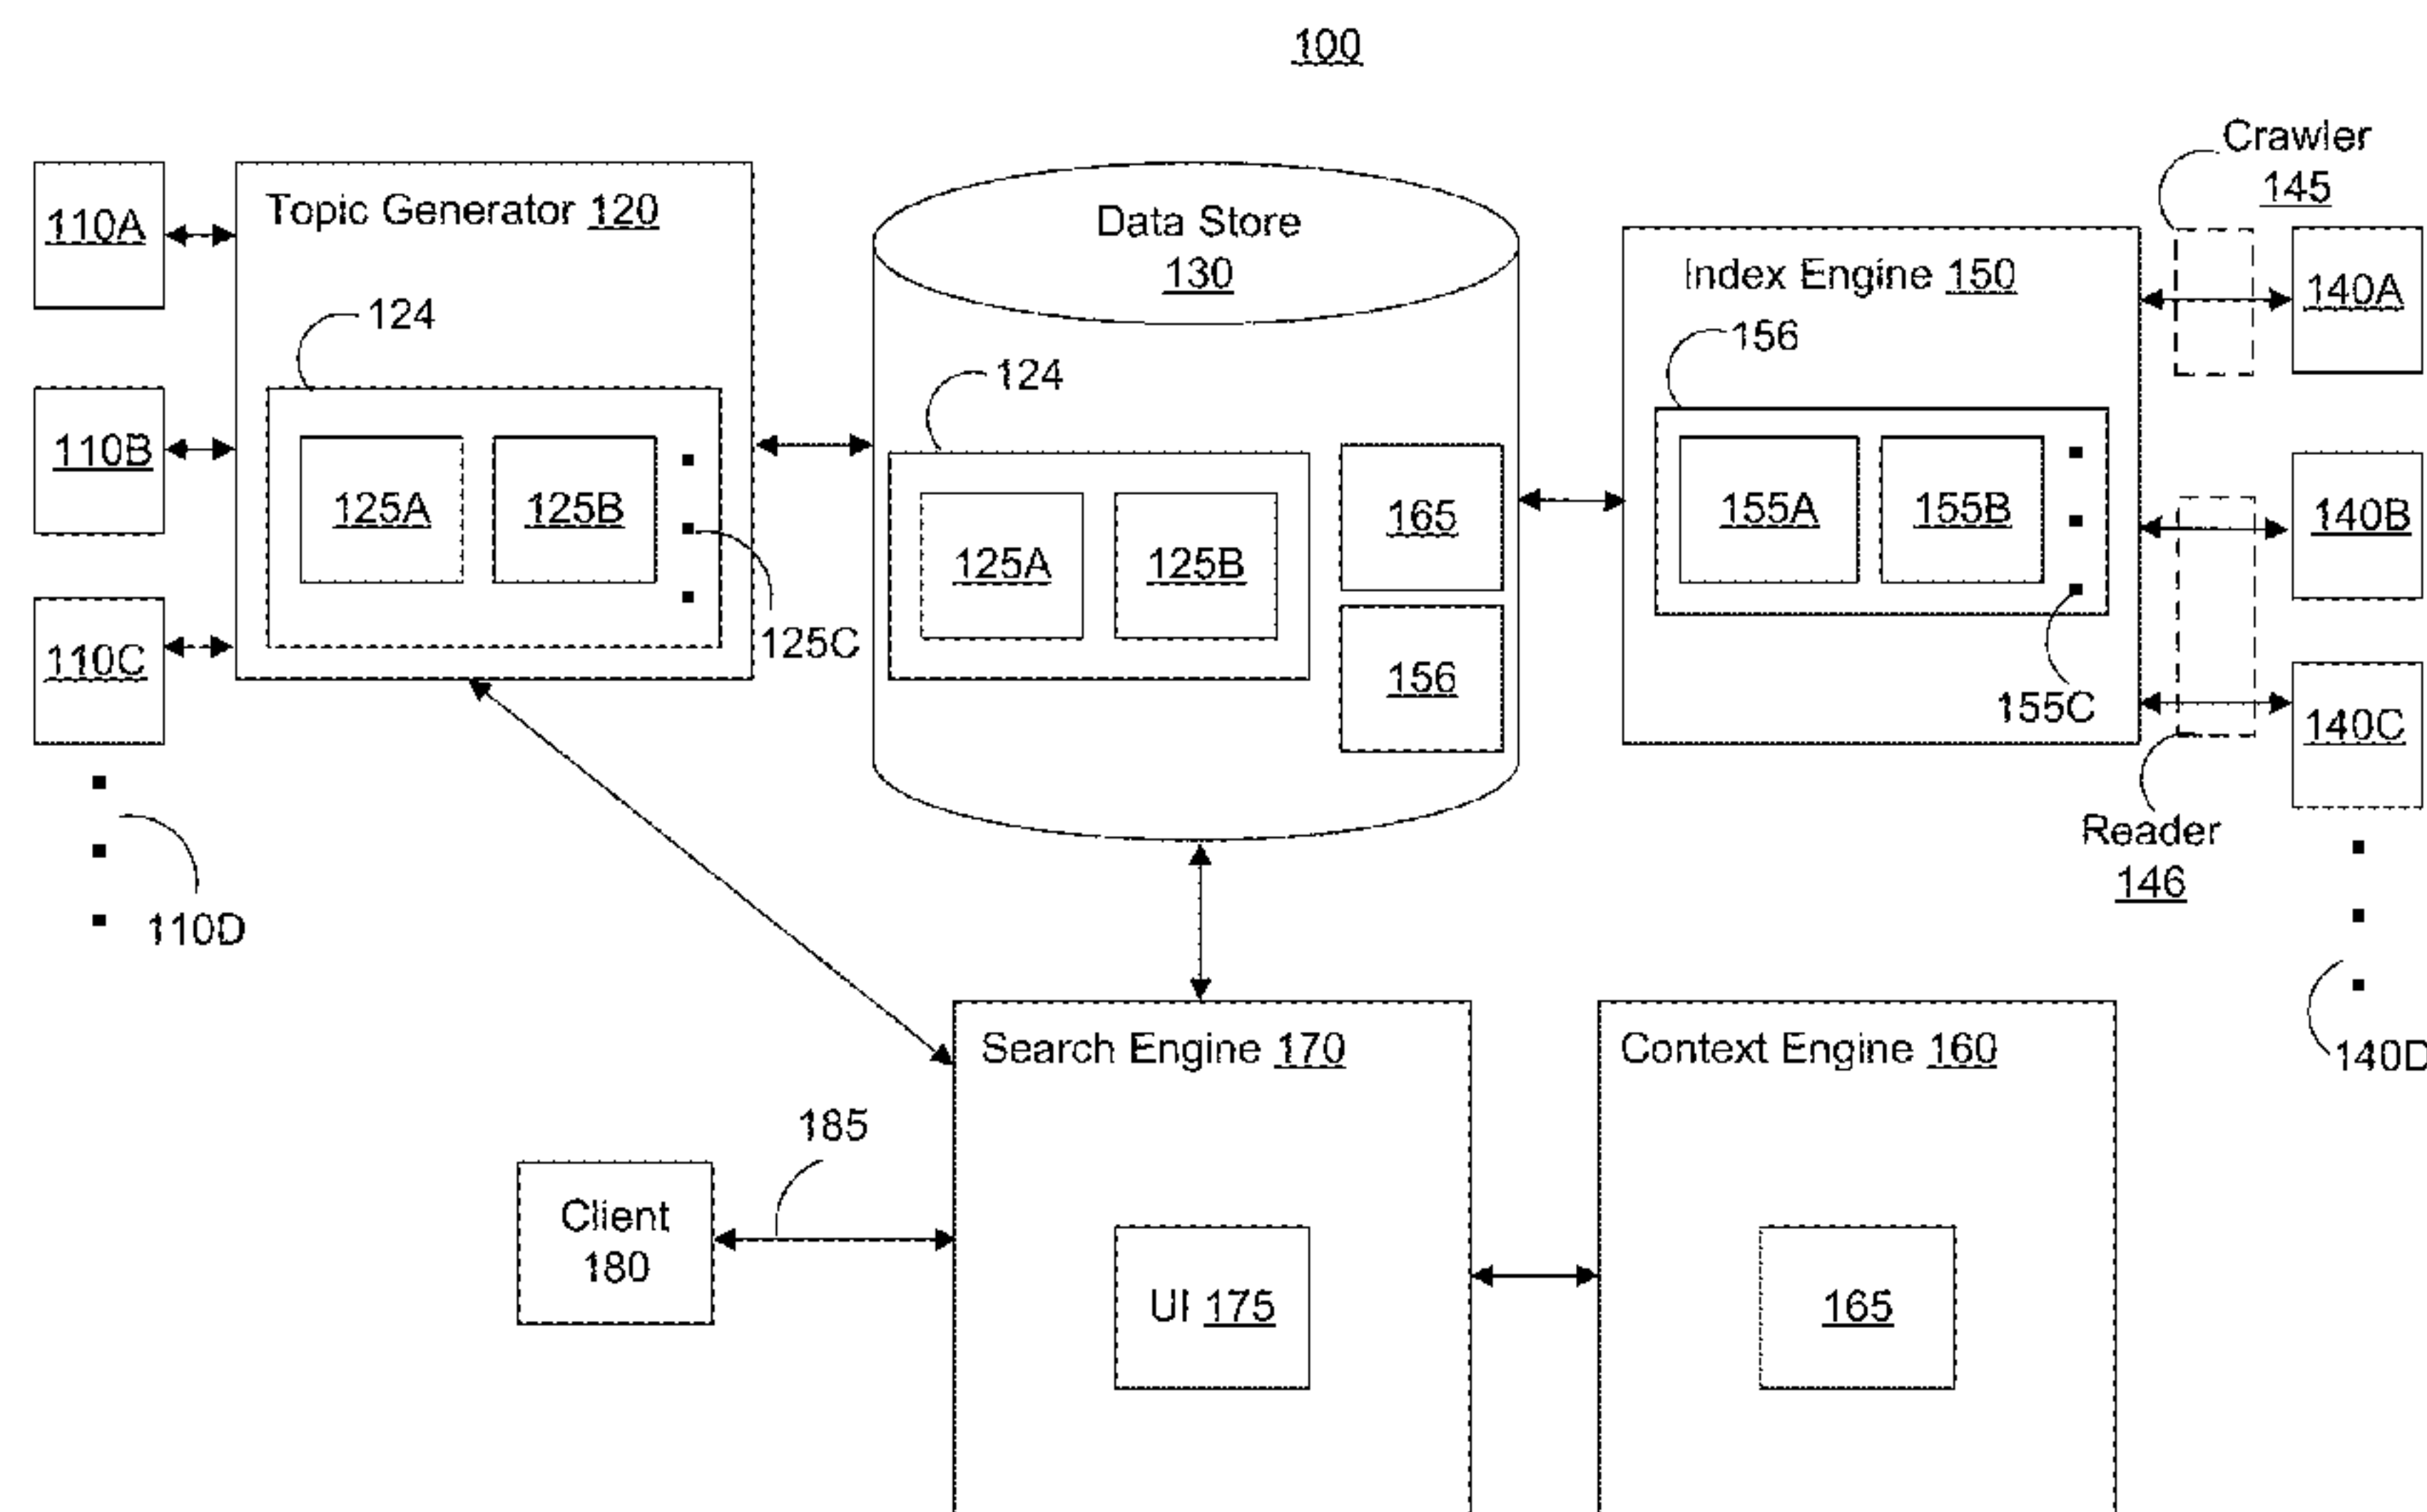 100
Crawler
145
110A
Topic Generator 120
Data Store
130
Index Engine 150
140A
124
156
124
110B
125A
125B
125A
125B
165
155A
155B
140B
125C
110C
156
155C
140C
Reader
146
110D
140D
Search Engine 170
Context Engine 160
185
Client
180
UI 175
165